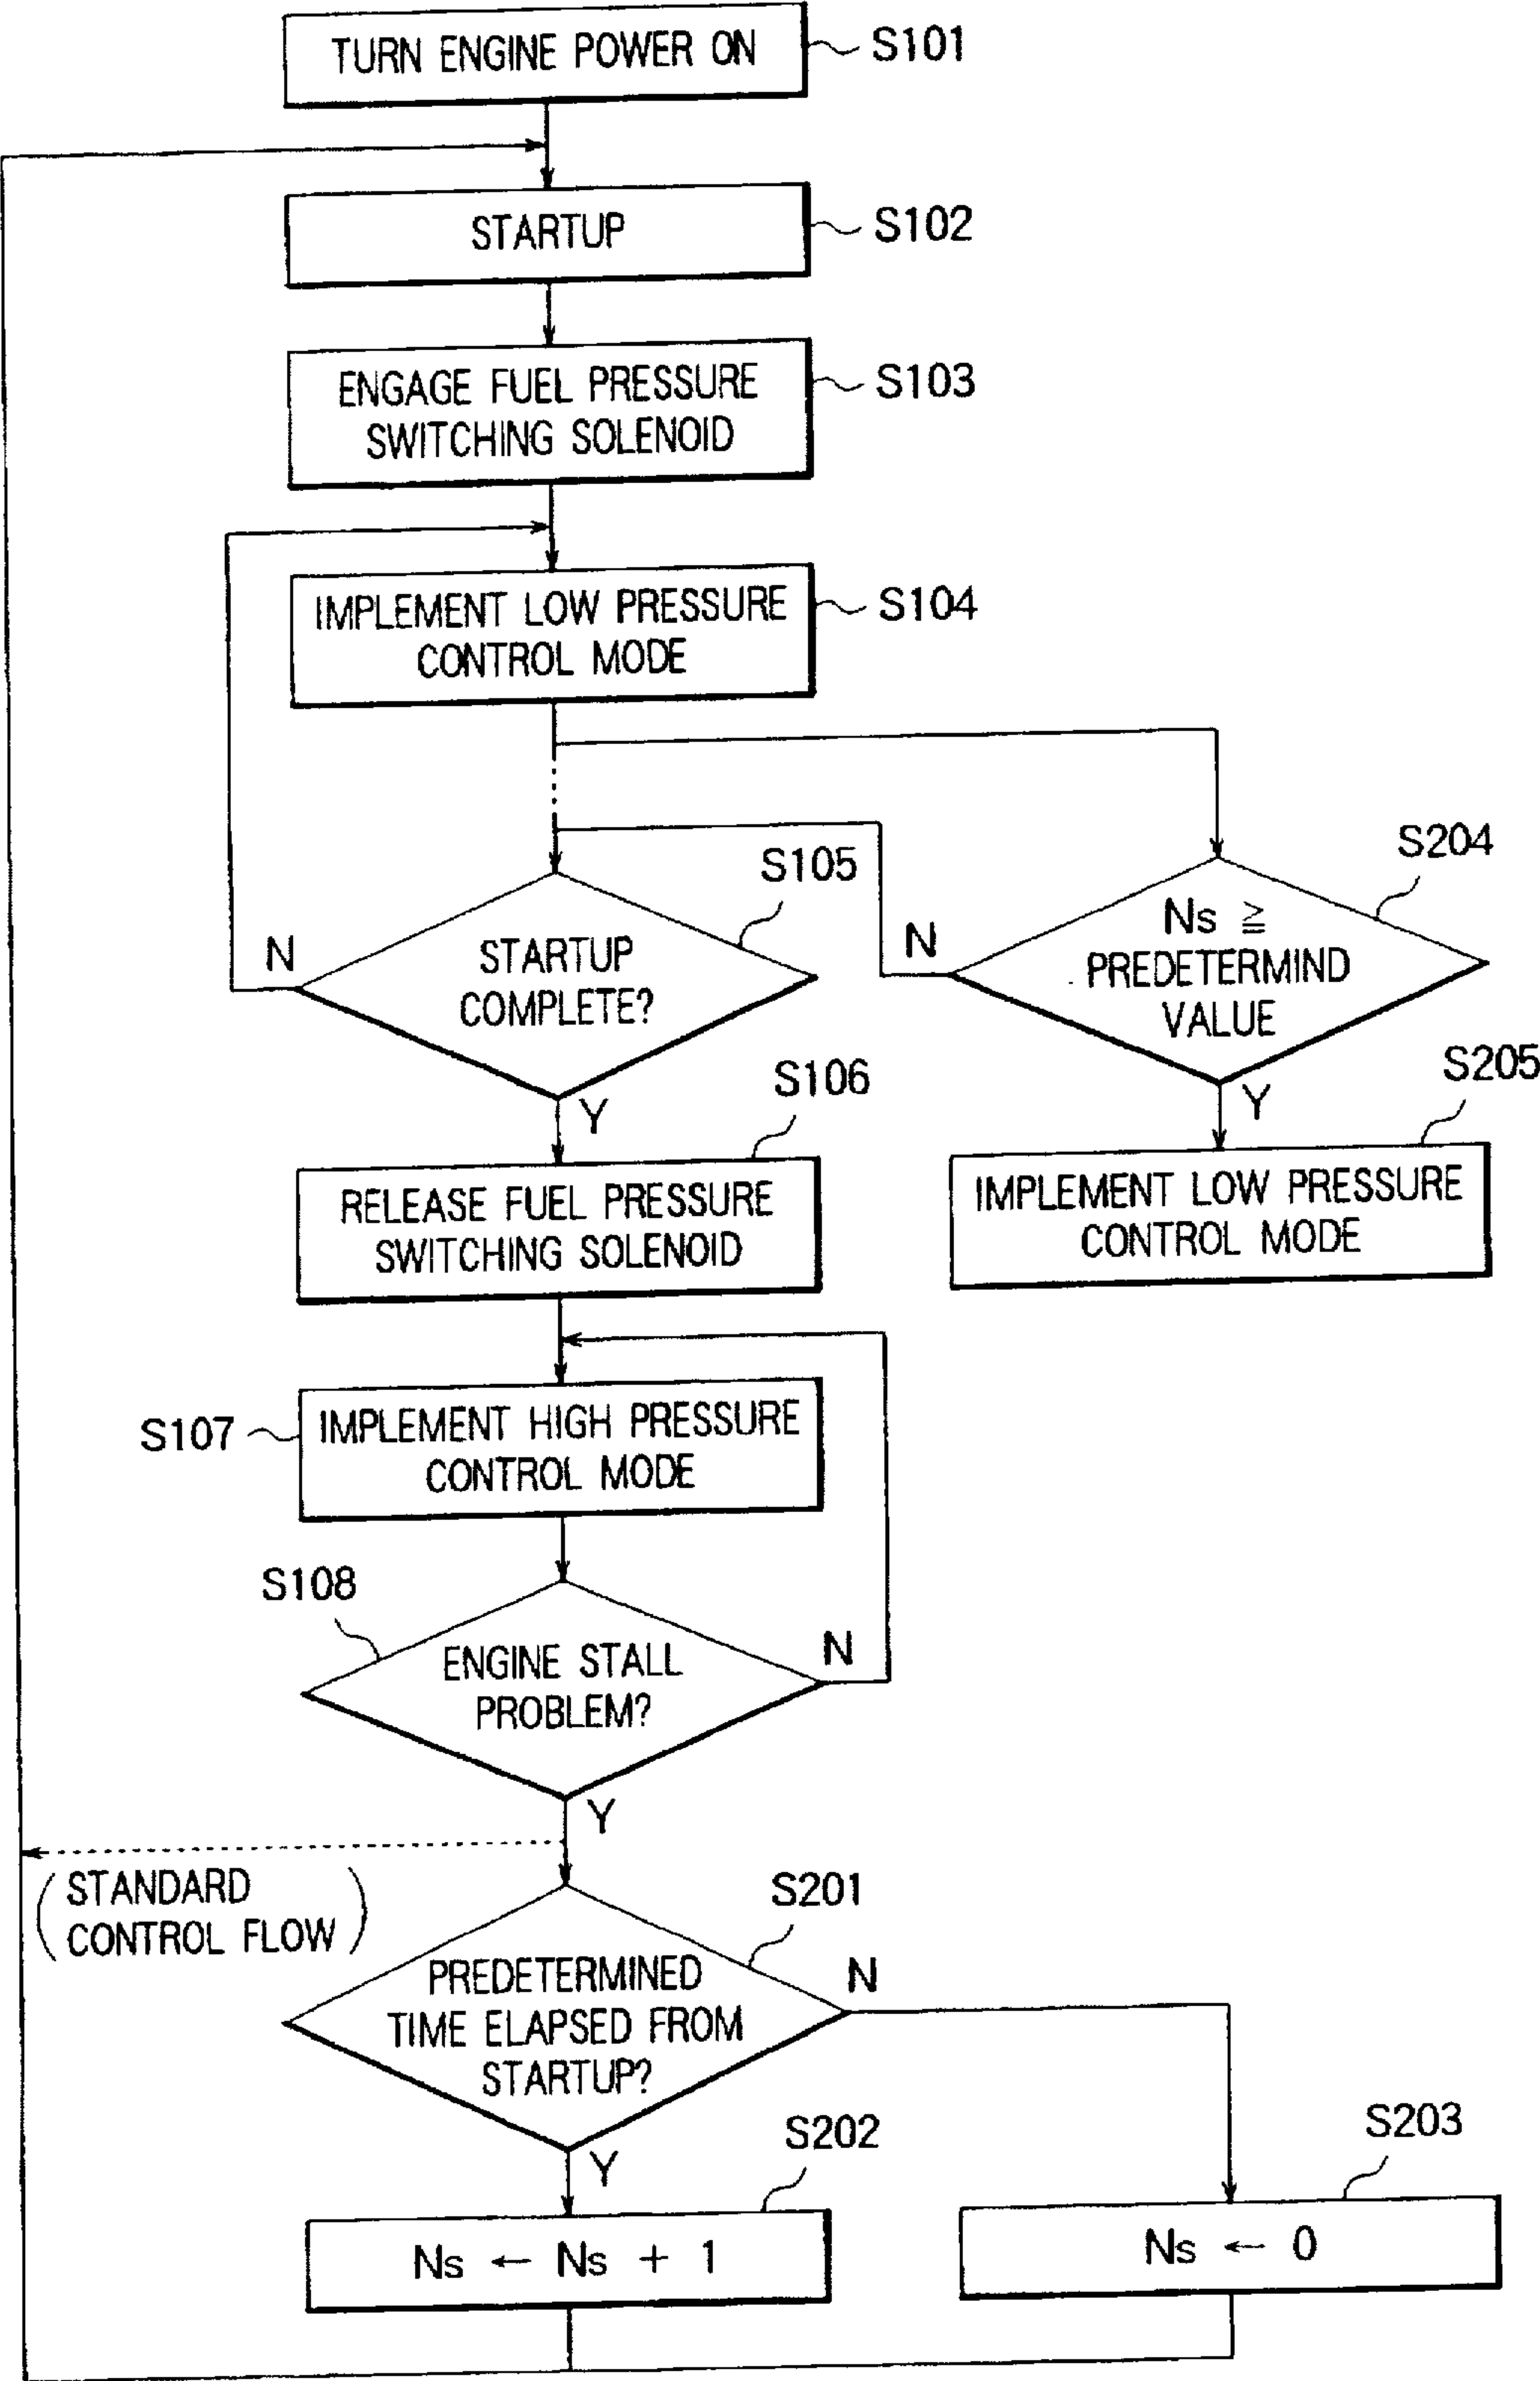 TURN ENGINE POWER ON
S101
STARTUP
S102
ENGAGE FUEL PRESSURE
SWITCHING SOLENOID
S103
IMPLEMENT LOW PRESSURE
CONTROL MODE
S104
S105
STARTUP
COMPLETE?
N
Y
S204
Ns ≧
PREDETERMIND
VALUE
N
Y
S205
IMPLEMENT LOW PRESSURE
CONTROL MODE
S106
RELEASE FUEL PRESSURE
SWITCHING SOLENOID
S107
IMPLEMENT HIGH PRESSURE
CONTROL MODE
S108
ENGINE STALL
PROBLEM?
N
Y
(STANDARD
CONTROL FLOW)
S201
PREDETERMINED
TIME ELAPSED FROM
STARTUP?
N
Y
S202
Ns ← Ns + 1
S203
Ns ← 0